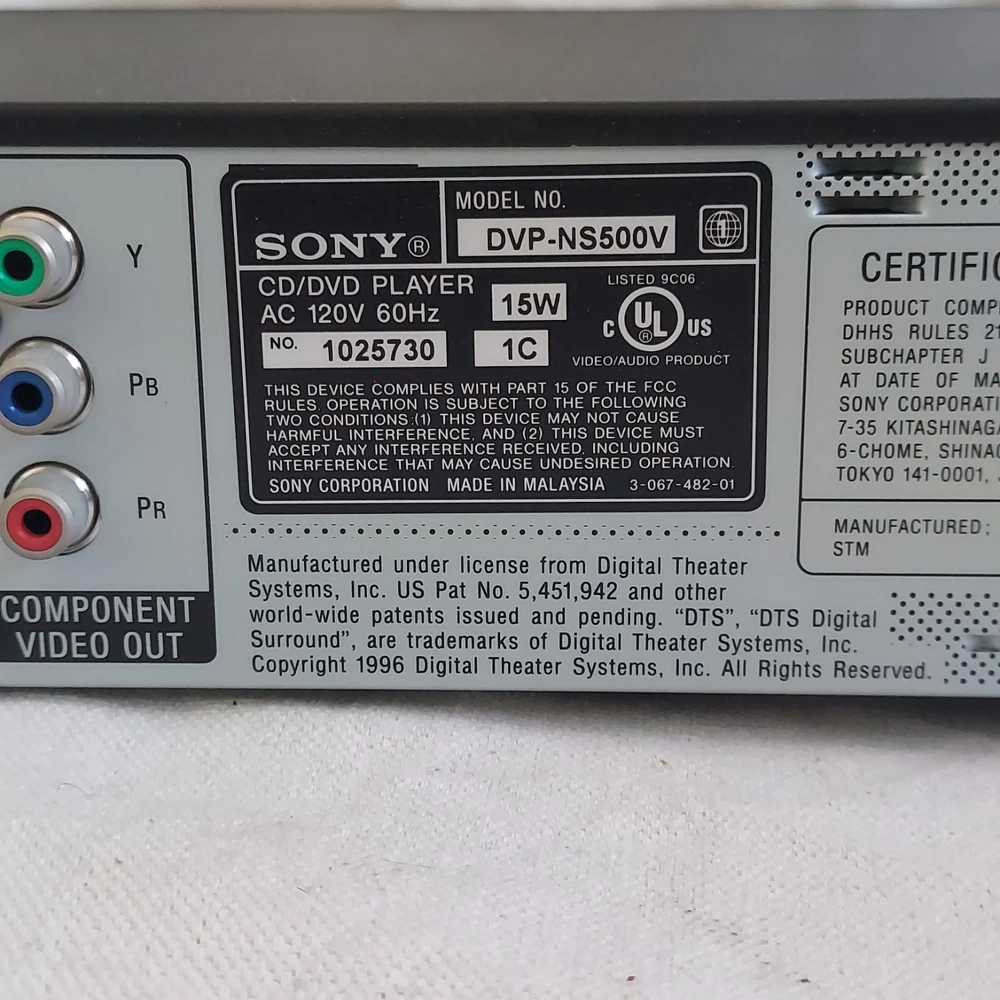 Y
PB
PR
COMPONENT
VIDEO OUT
SONY®
MODEL NO.
DVP-NS500V
1
CD/DVD PLAYER
AC 120V 60Hz
15W
NO. 1025730
1C
LISTED 9C06
C UL® US
VIDEO/AUDIO PRODUCT
THIS DEVICE COMPLIES WITH PART 15 OF THE FCC
RULES. OPERATION IS SUBJECT TO THE FOLLOWING
TWO CONDITIONS:(1) THIS DEVICE MAY NOT CAUSE
HARMFUL INTERFERENCE, AND (2) THIS DEVICE MUST
ACCEPT ANY INTERFERENCE RECEIVED, INCLUDING
INTERFERENCE THAT MAY CAUSE UNDESIRED OPERATION.
SONY CORPORATION MADE IN MALAYSIA 3-067-482-01
Manufactured under license from Digital Theater
Systems, Inc. US Pat No. 5,451,942 and other
world-wide patents issued and pending. “DTS”, “DTS Digital
Surround”, are trademarks of Digital Theater Systems, Inc.
Copyright 1996 Digital Theater Systems, Inc. All Rights Reserved.
CERTIFIC
PRODUCT COMP
DHHS RULES 21
SUBCHAPTER J
AT DATE OF MA
SONY CORPORATI
7-35 KITASHINAGA
6-CHOME, SHINAG
TOKYO 141-0001,
MANUFACTURED;
STM